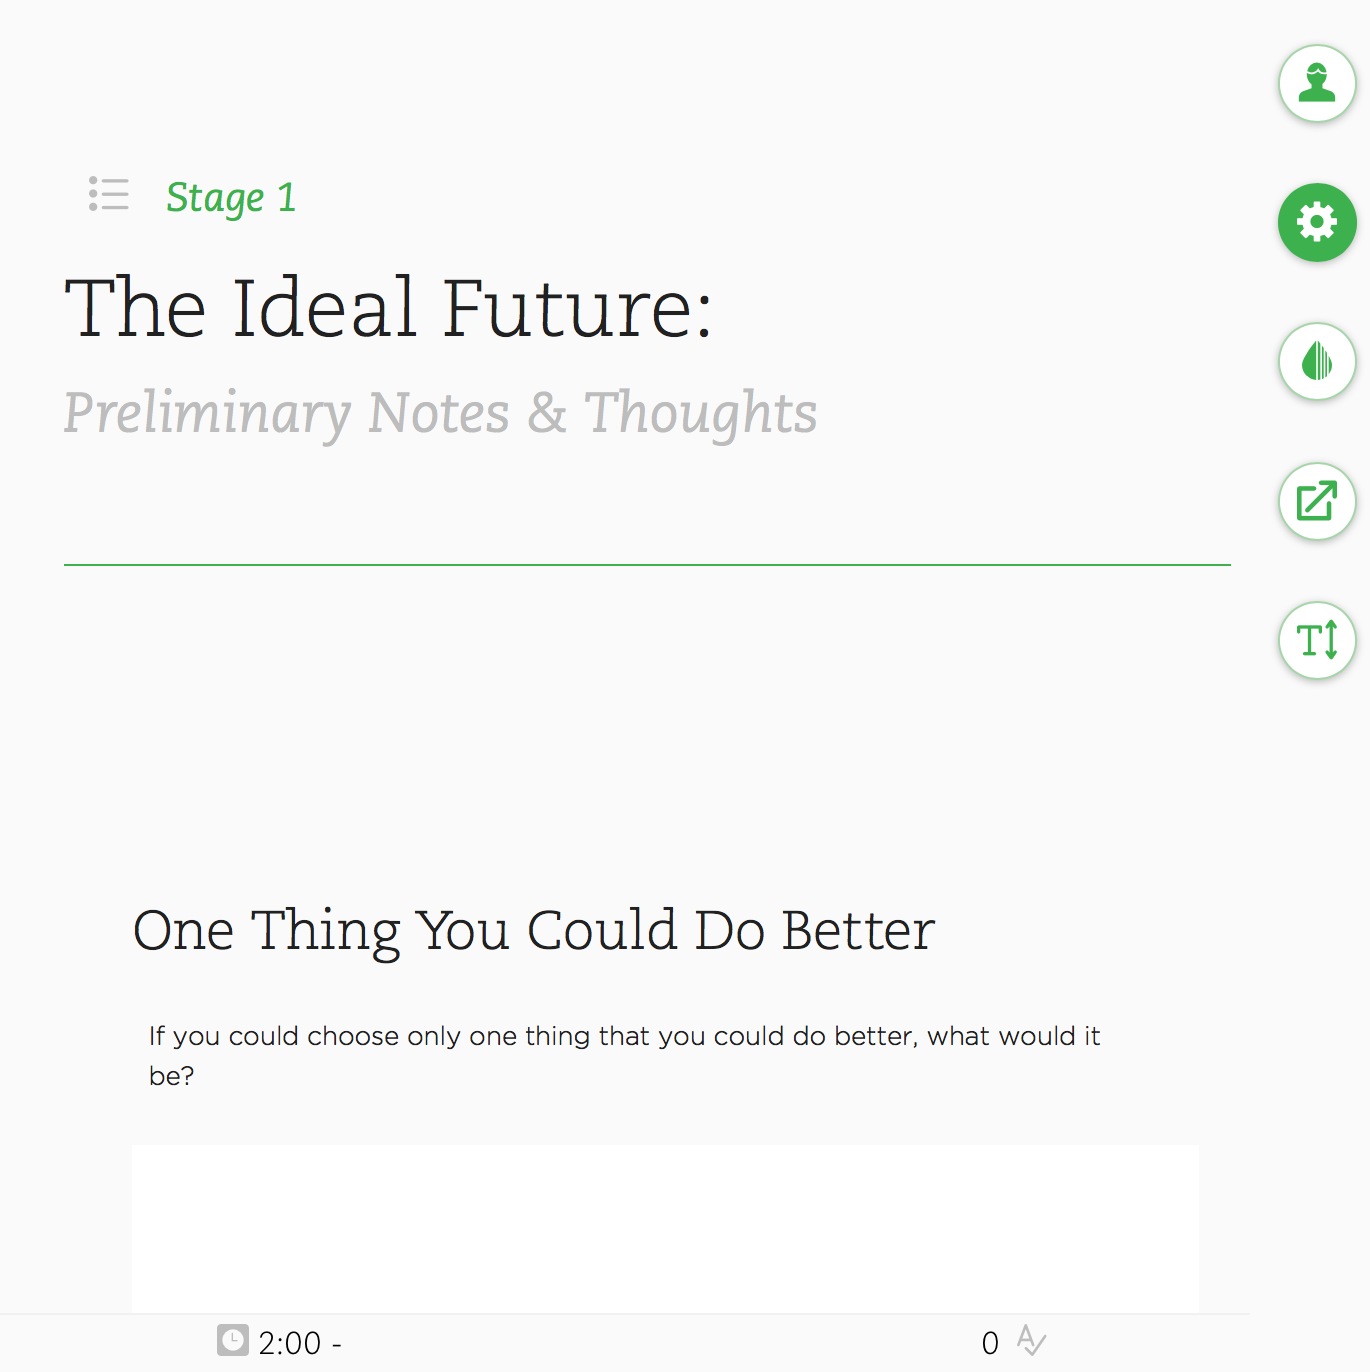 Stage 1
The Ideal Future:
Preliminary Notes & Thoughts
One Thing You Could Do Better
If you could choose only one thing that you could do better, what would it
be?
2:00 -
0